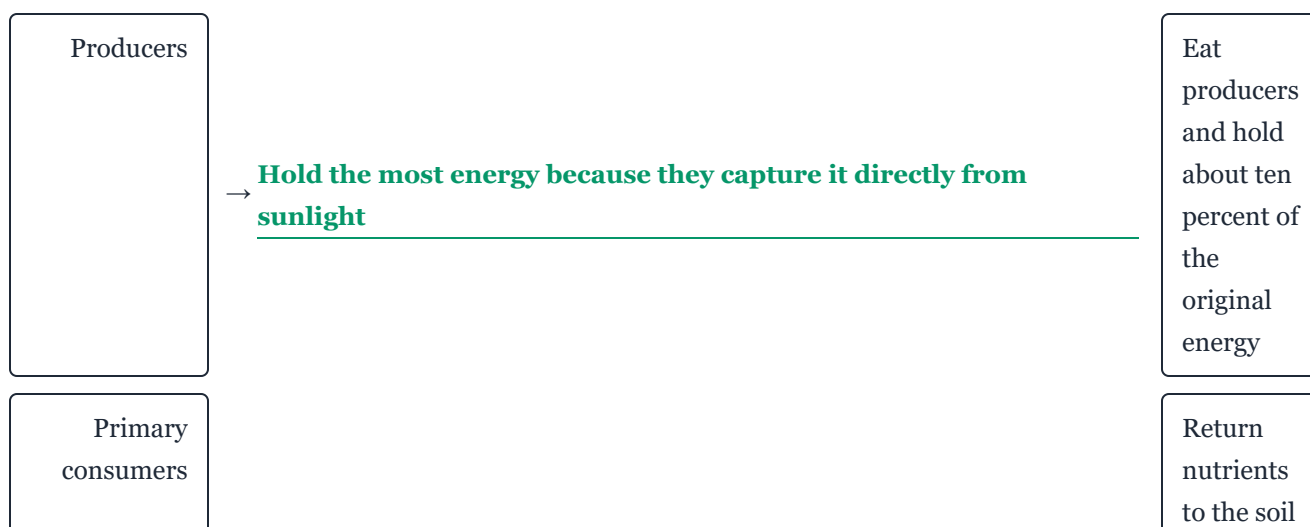 Producers
→ Hold the most energy because they capture it directly from
sunlight
Eat
producers
and hold
about ten
percent of
the
original
energy
Primary
consumers
Return
nutrients
to the soil